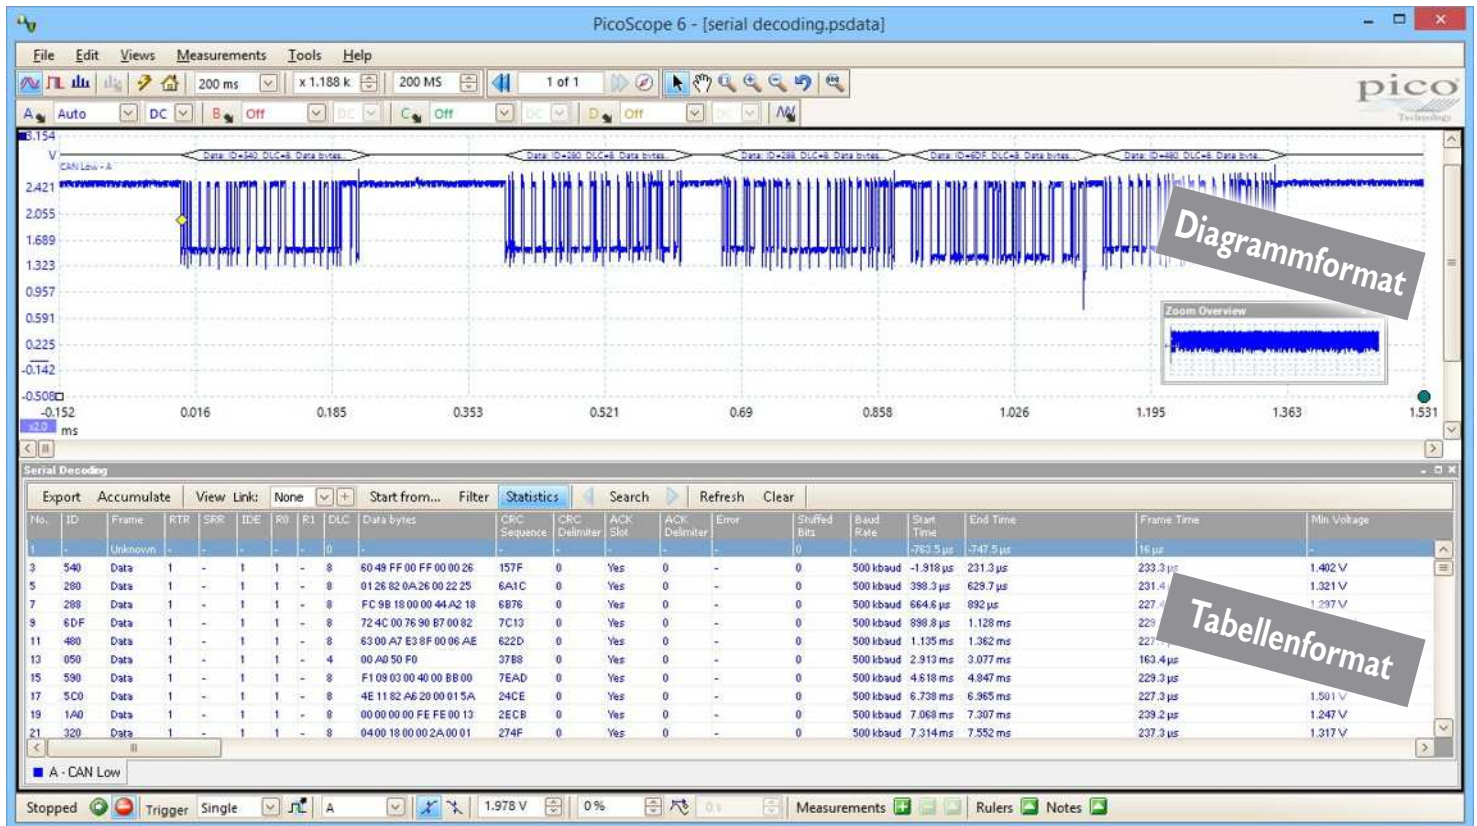 PicoScope 6 - [serial decoding.psdata]
File Edit Views Measurements Tools Help
200 ms x 1.188 k 200 MS 1 of 1
pico
Technology
A Auto DC B Off DC C Off DC D Off DC
3.154
V
CAN Low - A
Data: ID=540 DLC=8 Data bytes...
Data: ID=280 DLC=8 Data bytes...
Data: ID=288 DLC=8 Data bytes...
Data: ID=6DF DLC=8 Data bytes...
Data: ID=480 DLC=8 Data byte...
2.421
2.055
1.689
1.323
0.957
0.591
0.225
-0.142
-0.508
Diagrammformat
Zoom Overview
-0.152 0.016 0.185 0.353 0.521 0.69 0.858 1.026 1.195 1.363 1.531
x2.0 ms
Serial Decoding
Export Accumulate View Link: None Start from... Filter Statistics Search Refresh Clear
No. ID Frame RTR SRR IDE R0 R1 DLC Data bytes CRC Sequence CRC Delimiter ACK Slot ACK Delimiter Error Stuffed Bits Baud Rate Start Time End Time Frame Time Min Voltage
1 - Unknown - - - - - 0 - - - - - - 0 - -763.5 µs -747.5 µs 16 µs -
3 540 Data 1 - 1 1 - 8 60 49 FF 00 FF 00 00 26 157F 0 Yes 0 - 0 500 kbaud -1.918 µs 231.3 µs 233.3 µs 1.402 V
5 280 Data 1 - 1 1 - 8 01 26 82 0A 26 00 22 25 6A1C 0 Yes 0 - 0 500 kbaud 398.3 µs 629.7 µs 231.4 1.321 V
7 288 Data 1 - 1 1 - 8 FC 9B 18 00 00 44 A2 18 6B76 0 Yes 0 - 0 500 kbaud 664.6 µs 892 µs 227.4 1.297 V
9 6DF Data 1 - 1 1 - 8 72 4C 00 76 90 B7 00 82 7C13 0 Yes 0 - 0 500 kbaud 898.8 µs 1.128 ms 229
11 480 Data 1 - 1 1 - 8 63 00 A7 E3 8F 00 06 AE 622D 0 Yes 0 - 0 500 kbaud 1.135 ms 1.362 ms 227
13 050 Data 1 - 1 1 - 4 00 A0 50 F0 37B8 0 Yes 0 - 0 500 kbaud 2.913 ms 3.077 ms 163.4 µs
15 590 Data 1 - 1 1 - 8 F1 09 03 00 40 00 BB 00 7EAD 0 Yes 0 - 0 500 kbaud 4.618 ms 4.847 ms 229.3 µs
17 5C0 Data 1 - 1 1 - 8 4E 11 82 A6 20 00 01 5A 24CE 0 Yes 0 - 0 500 kbaud 6.738 ms 6.965 ms 227.3 µs 1.501 V
19 1A0 Data 1 - 1 1 - 8 00 00 00 00 FE FE 00 13 2ECB 0 Yes 0 - 0 500 kbaud 7.068 ms 7.307 ms 239.2 µs 1.247 V
21 320 Data 1 - 1 1 - 8 04 00 18 00 00 2A 00 01 274F 0 Yes 0 - 0 500 kbaud 7.314 ms 7.552 ms 237.3 µs 1.317 V
Tabellenformat
A - CAN Low
Stopped Trigger Single A 1.978 V 0 % 0 s Measurements Rulers Notes